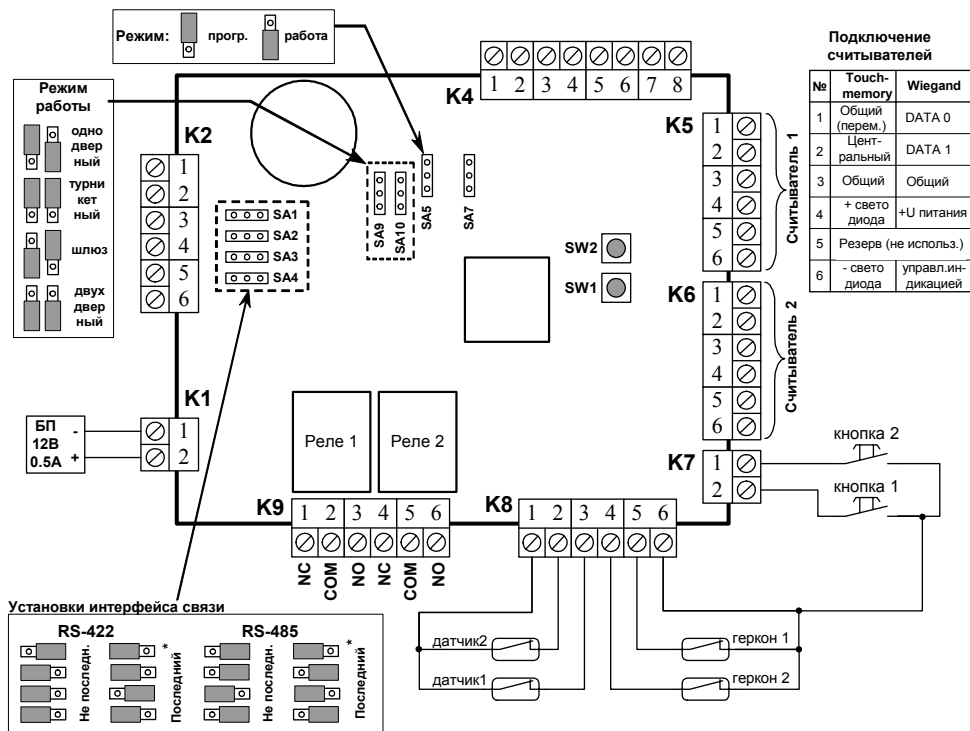 Режим: прогр. работа
Режим
работы
одно
двер
ный
турни
кет
ный
шлюз
двух
двер
ный
K4
1 2 3 4 5 6 7 8
K2
1
2
3
4
5
6
SA1
SA2
SA3
SA4
SA9
SA10
SA5
SA7
SW2
SW1
K5
1
2
3
4
5
6
Считыватель 1
K6
1
2
3
4
5
6
Считыватель 2
Подключение
считывателей
№ Touch-memory Wiegand
1 Общий (перем.) DATA 0
2 Цент-ральный DATA 1
3 Общий Общий
4 + свето диода +U питания
5 Резерв (не использ.)
6 - свето диода управл.ин-дикацией
K1
1
2
БП
12В
0.5А
-
+
Реле 1
Реле 2
K7
1
2
кнопка 2
кнопка 1
K9
1 2 3 4 5 6
NC COM NO NC COM NO
K8
1 2 3 4 5 6
датчик2
датчик1
геркон 1
геркон 2
Установки интерфейса связи
RS-422
Не последн.
Последний *
RS-485
Не последн.
Последний *